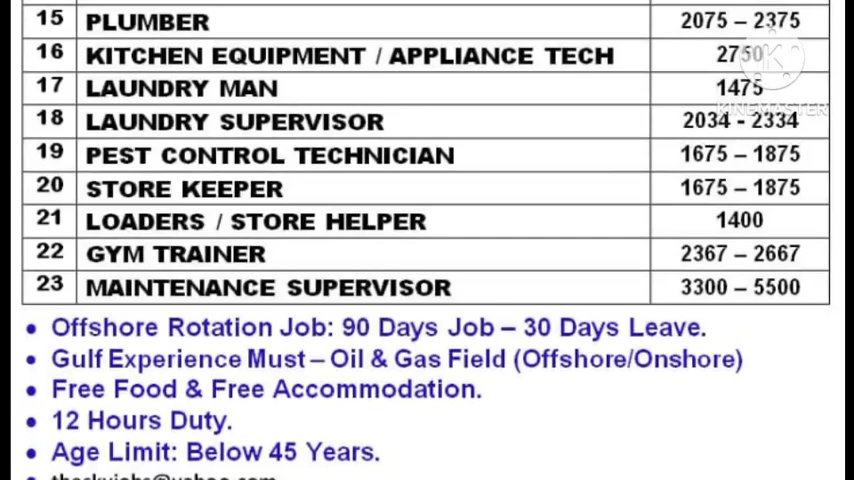 15 PLUMBER 2075 – 2375
16 KITCHEN EQUIPMENT / APPLIANCE TECH 2750
17 LAUNDRY MAN 1475
KINEMASTER
18 LAUNDRY SUPERVISOR 2034 - 2334
19 PEST CONTROL TECHNICIAN 1675 – 1875
20 STORE KEEPER 1675 – 1875
21 LOADERS / STORE HELPER 1400
22 GYM TRAINER 2367 – 2667
23 MAINTENANCE SUPERVISOR 3300 – 5500
• Offshore Rotation Job: 90 Days Job – 30 Days Leave.
• Gulf Experience Must – Oil & Gas Field (Offshore/Onshore)
• Free Food & Free Accommodation.
• 12 Hours Duty.
• Age Limit: Below 45 Years.